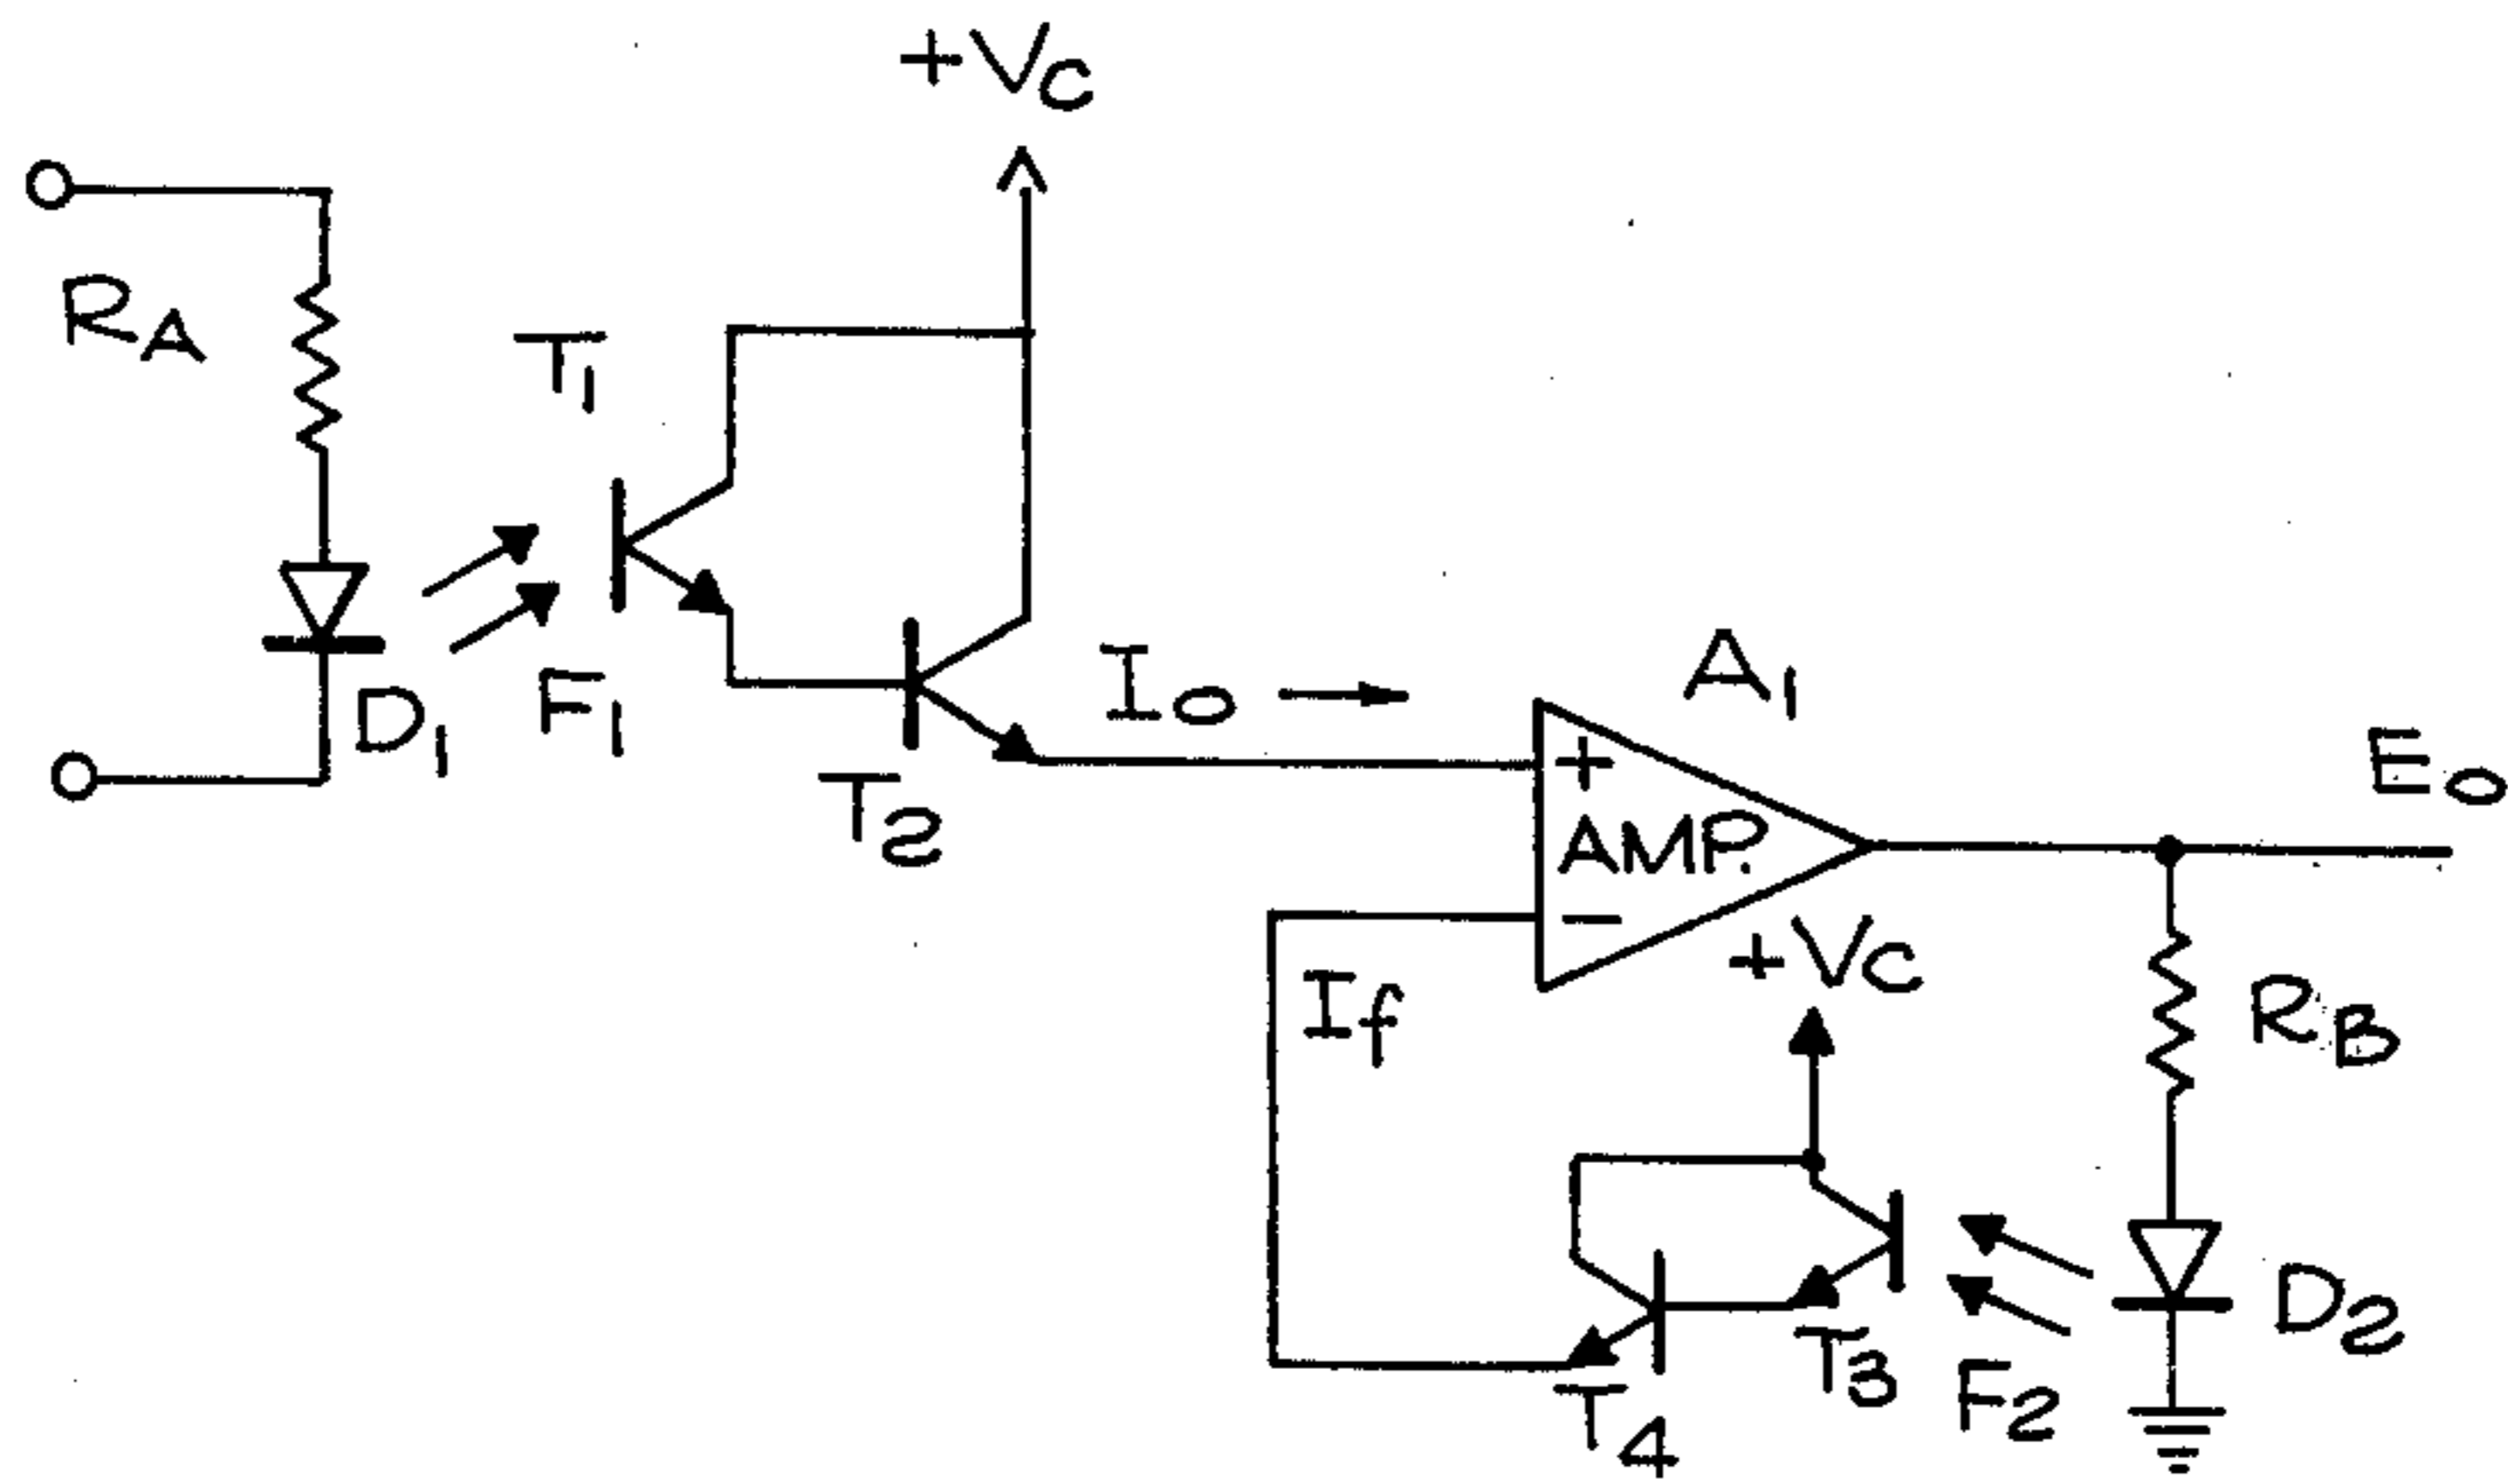 +VC
RA
T1
D1
F1
T2
IO
A1
+
AMP.
−
EO
If
+VC
RB
D2
T3
F2
T4